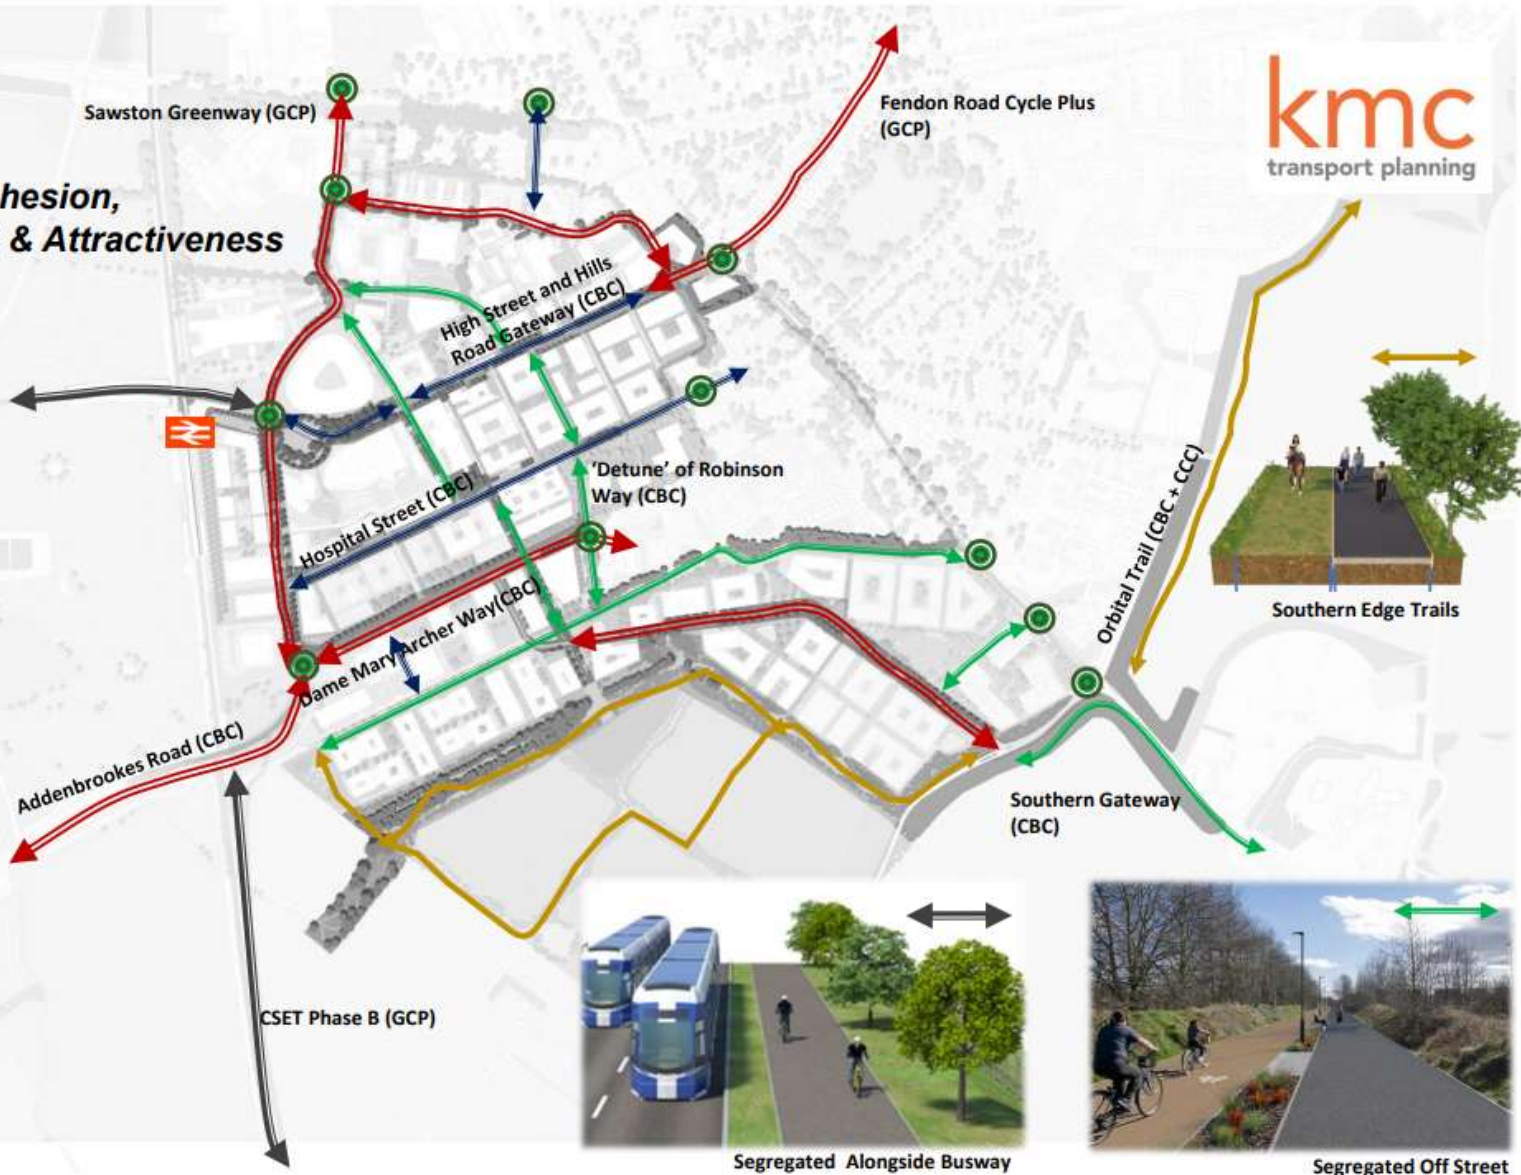 Sawston Greenway (GCP)
Fendon Road Cycle Plus
(GCP)
kmc
transport planning
hesion,
& Attractiveness
High Street and Hills
Road Gateway (CBC)
'Detune' of Robinson
Way (CBC)
Hospital Street (CBC)
Orbital Trail (CBC + CCC)
Southern Edge Trails
Dame Mary Archer Way(CBC)
Addenbrookes Road (CBC)
Southern Gateway
(CBC)
CSET Phase B (GCP)
Segregated Alongside Busway
Segregated Off Street